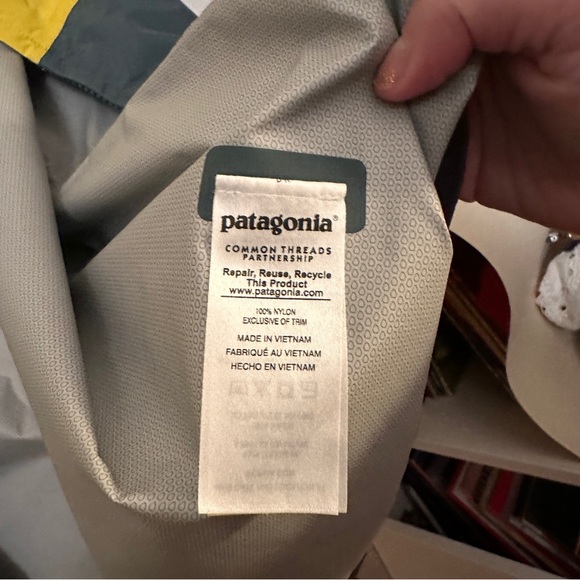 patagonia®
COMMON THREADS
PARTNERSHIP
Repair, Reuse, Recycle
This Product
www.patagonia.com
100% NYLON
EXCLUSIVE OF TRIM
MADE IN VIETNAM
FABRIQUÉ AU VIETNAM
HECHO EN VIETNAM